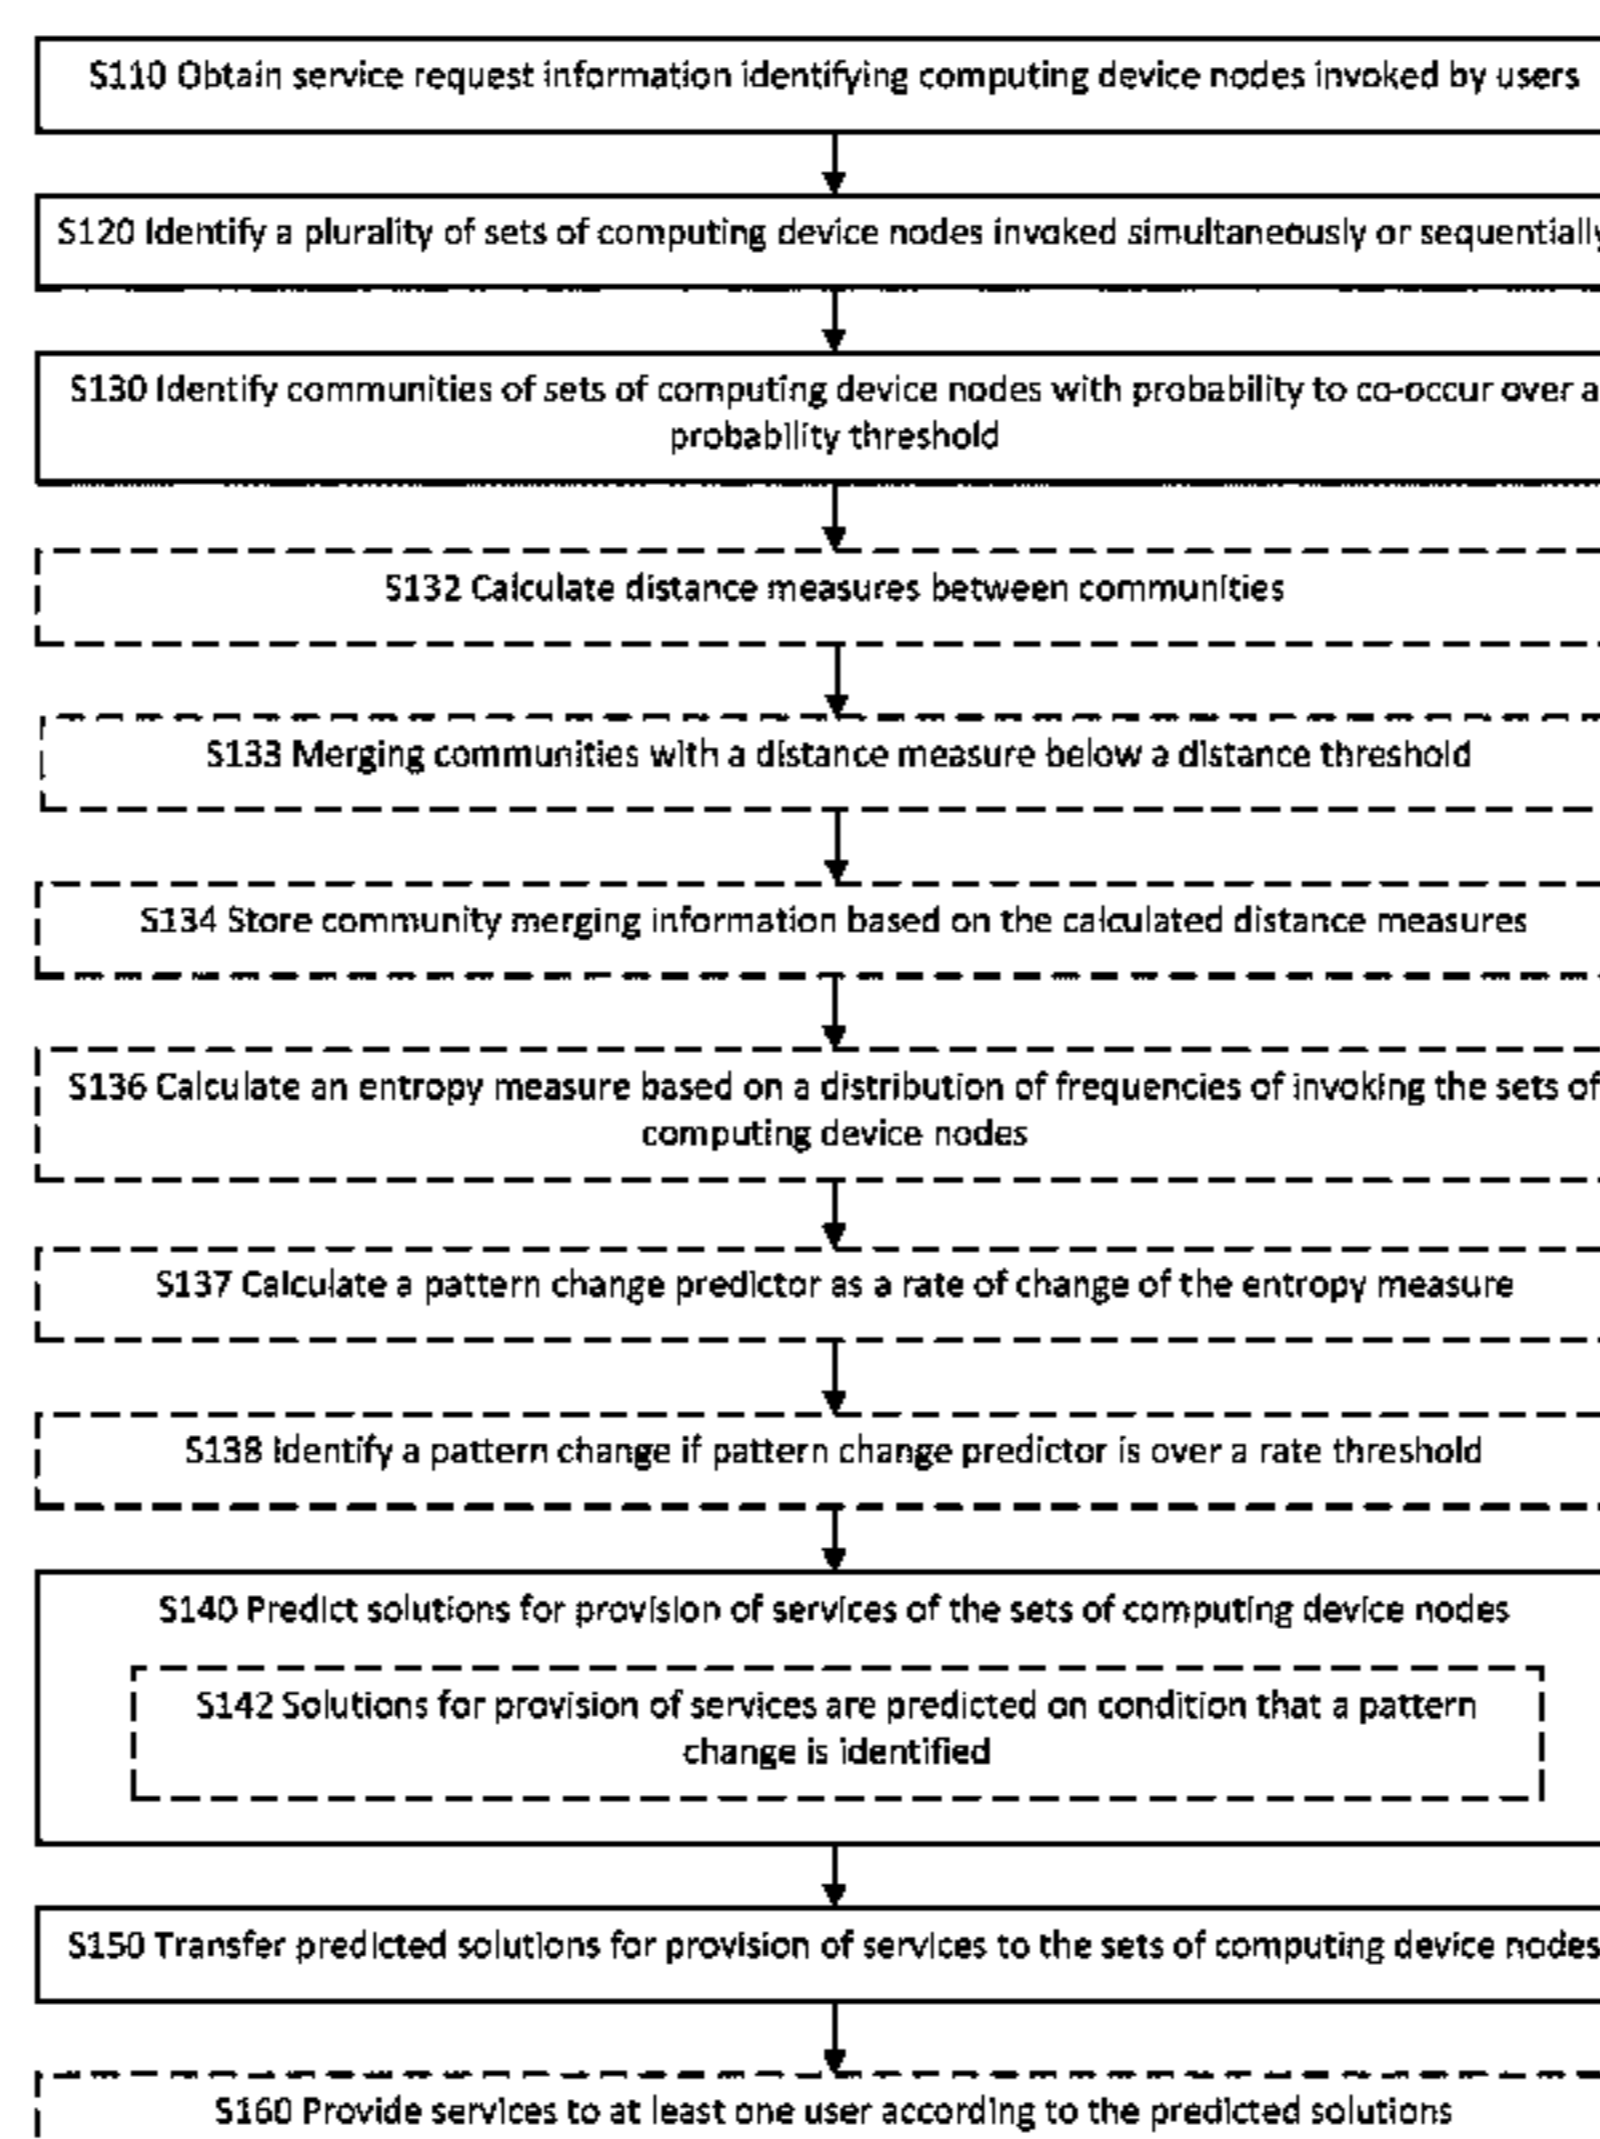 S110 Obtain service request information identifying computing device nodes invoked by users
S120 Identify a plurality of sets of computing device nodes invoked simultaneously or sequentially
S130 Identify communities of sets of computing device nodes with probability to co-occur over a
probability threshold
S132 Calculate distance measures between communities
S133 Merging communities with a distance measure below a distance threshold
S134 Store community merging information based on the calculated distance measures
S136 Calculate an entropy measure based on a distribution of frequencies of invoking the sets of
computing device nodes
S137 Calculate a pattern change predictor as a rate of change of the entropy measure
S138 Identify a pattern change if pattern change predictor is over a rate threshold
S140 Predict solutions for provision of services of the sets of computing device nodes
S142 Solutions for provision of services are predicted on condition that a pattern
change is identified
S150 Transfer predicted solutions for provision of services to the sets of computing device nodes
S160 Provide services to at least one user according to the predicted solutions